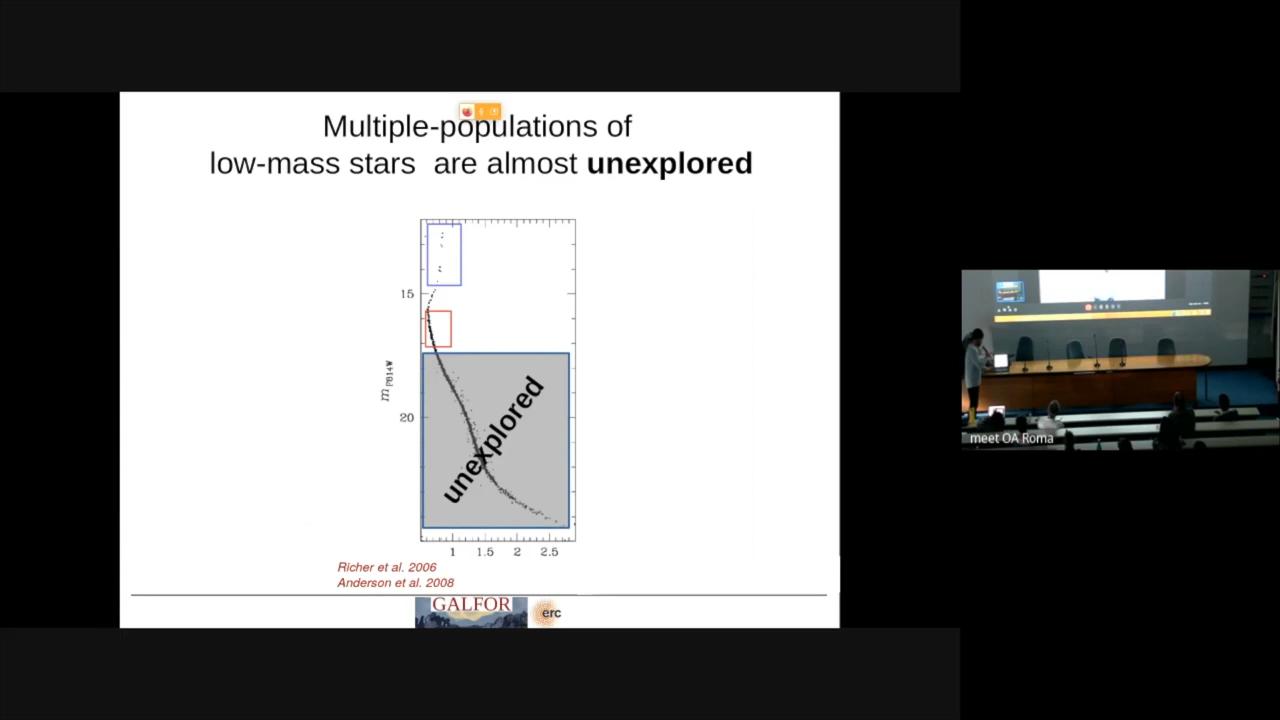 Multiple-populations of
low-mass stars are almost unexplored
15
20
m F814W
unexplored
1 1.5 2 2.5
Richer et al. 2006
Anderson et al. 2008
GALFOR
erc
meet OA Roma